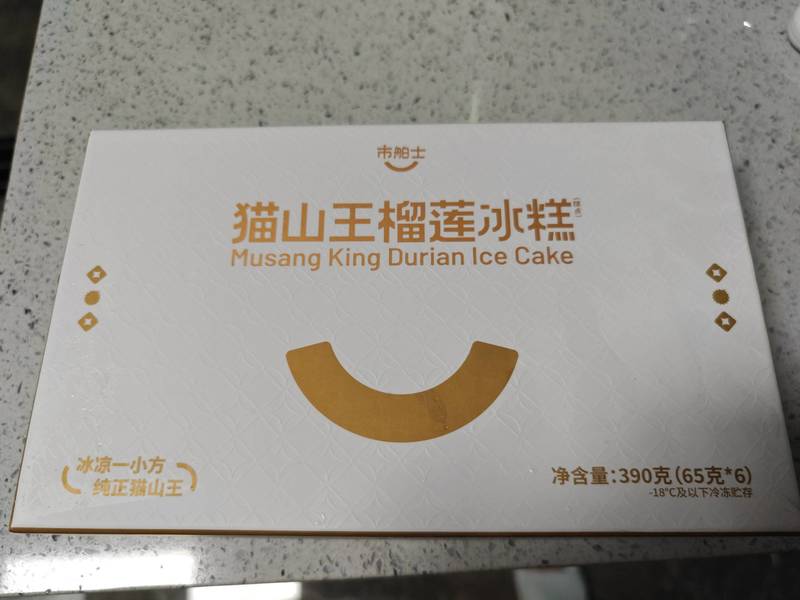 市舶士
猫山王榴莲冰糕
Musang King Durian Ice Cake
冰凉一小方
纯正猫山王
净含量:390克(65克*6)
-18℃及以下冷冻贮存